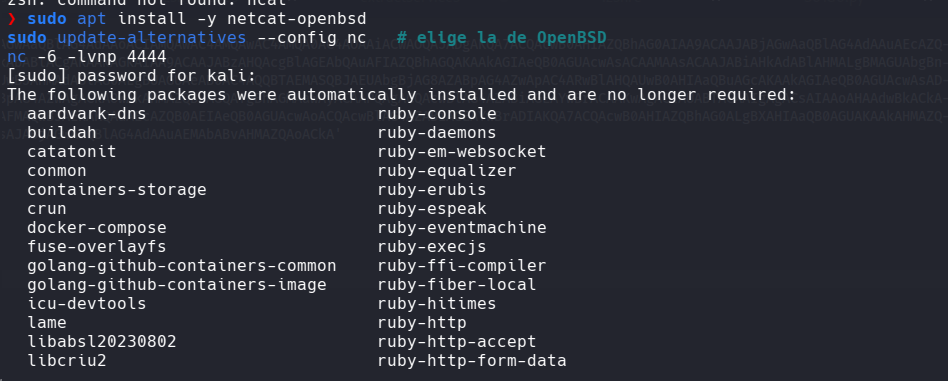 zsh: command not found: ncat
❯ sudo apt install -y netcat-openbsd
sudo update-alternatives --config nc   # elige la de OpenBSD
nc -6 -lvnp 4444
[sudo] password for kali:
The following packages were automatically installed and are no longer required:
aardvark-dns ruby-console
buildah ruby-daemons
catatonit ruby-em-websocket
conmon ruby-equalizer
containers-storage ruby-erubis
crun ruby-espeak
docker-compose ruby-eventmachine
fuse-overlayfs ruby-execjs
golang-github-containers-common ruby-ffi-compiler
golang-github-containers-image ruby-fiber-local
icu-devtools ruby-hitimes
lame ruby-http
libabsl20230802 ruby-http-accept
libcriu2 ruby-http-form-data